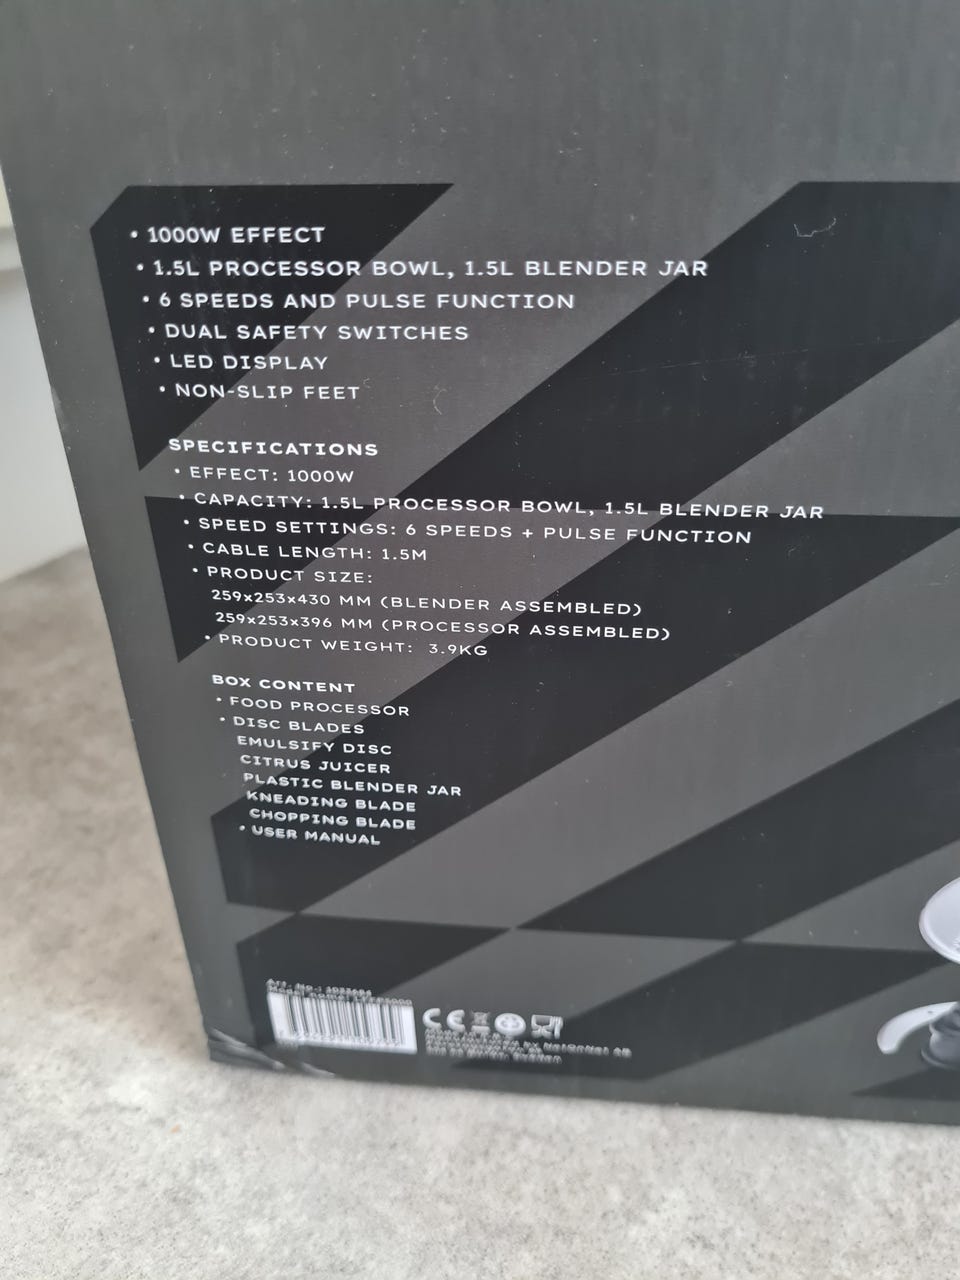 • 1000W EFFECT
• 1.5L PROCESSOR BOWL, 1.5L BLENDER JAR
• 6 SPEEDS AND PULSE FUNCTION
• DUAL SAFETY SWITCHES
• LED DISPLAY
• NON-SLIP FEET
SPECIFICATIONS
• EFFECT: 1000W
• CAPACITY: 1.5L PROCESSOR BOWL, 1.5L BLENDER JAR
• SPEED SETTINGS: 6 SPEEDS + PULSE FUNCTION
• CABLE LENGTH: 1.5M
• PRODUCT SIZE:
259x253x430 MM (BLENDER ASSEMBLED)
259x253x396 MM (PROCESSOR ASSEMBLED)
• PRODUCT WEIGHT: 3.9KG
BOX CONTENT
• FOOD PROCESSOR
• DISC BLADES
EMULSIFY DISC
CITRUS JUICER
PLASTIC BLENDER JAR
KNEADING BLADE
CHOPPING BLADE
• USER MANUAL
Art. No.:
CE